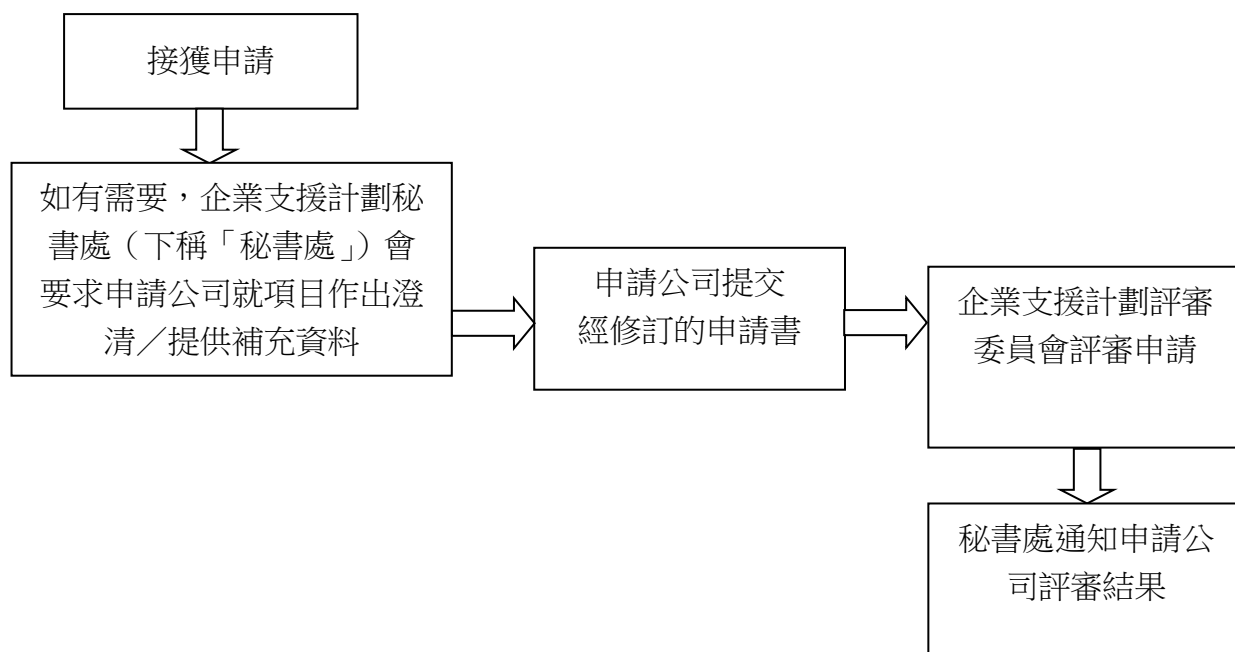 接獲申請
如有需要，企業支援計劃秘
書處（下稱「秘書處」）會
要求申請公司就項目作出澄
清／提供補充資料
申請公司提交
經修訂的申請書
企業支援計劃評審
委員會評審申請
秘書處通知申請公
司評審結果